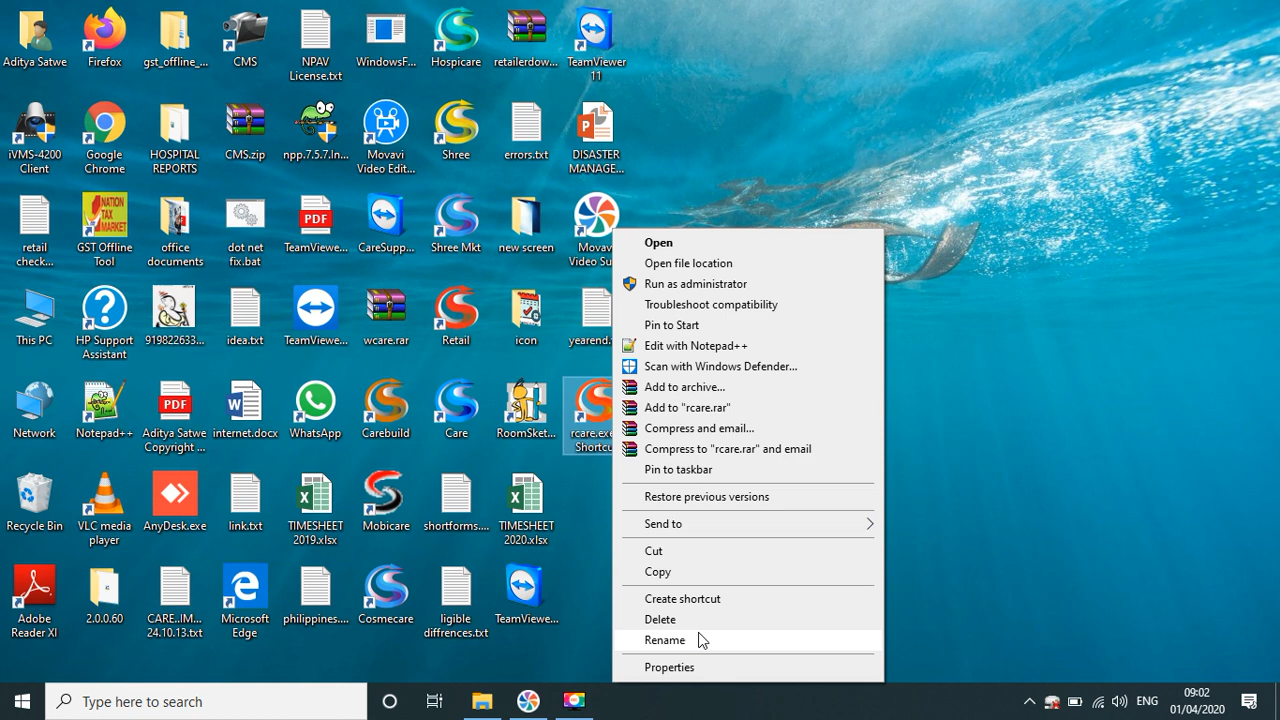 Aditya Satwe
Firefox
gst_offline_...
CMS
NPAV
License.txt
WindowsF...
Hospicare
retailerdow...
TeamViewer
11
iVMS-4200
Client
Google
Chrome
HOSPITAL
REPORTS
CMS.zip
npp.7.5.7.In...
Movavi
Video Edit...
Shree
errors.txt
DISASTER
MANAGE...
retail
check...
NATION
TAX
MARKET
GST Offline
Tool
office
documents
dot net
fix.bat
PDF
TeamViewe...
CareSupp...
Shree Mkt
new screen
Movav
Video Su
This PC
HP Support
Assistant
919822633...
idea.txt
TeamViewe...
wcare.rar
Retail
icon
yearend.
Network
Notepad++
PDF
Aditya Satwe
Copyright ...
internet.docx
WhatsApp
Carebuild
Care
RoomSket...
rcare.exe
Shortcu
Recycle Bin
VLC media
player
AnyDesk.exe
link.txt
TIMESHEET
2019.xlsx
Mobicare
shortforms....
TIMESHEET
2020.xlsx
Adobe
Reader XI
2.0.0.60
CARE..IM...
24.10.13.txt
Microsoft
Edge
philippines....
Cosmecare
ligible
diffrences.txt
TeamViewe...
Open
Open file location
Run as administrator
Troubleshoot compatibility
Pin to Start
Edit with Notepad++
Scan with Windows Defender...
Add to archive...
Add to "rcare.rar"
Compress and email...
Compress to "rcare.rar" and email
Pin to taskbar
Restore previous versions
Send to
Cut
Copy
Create shortcut
Delete
Rename
Properties
Type here to search
ENG
09:02
01/04/2020